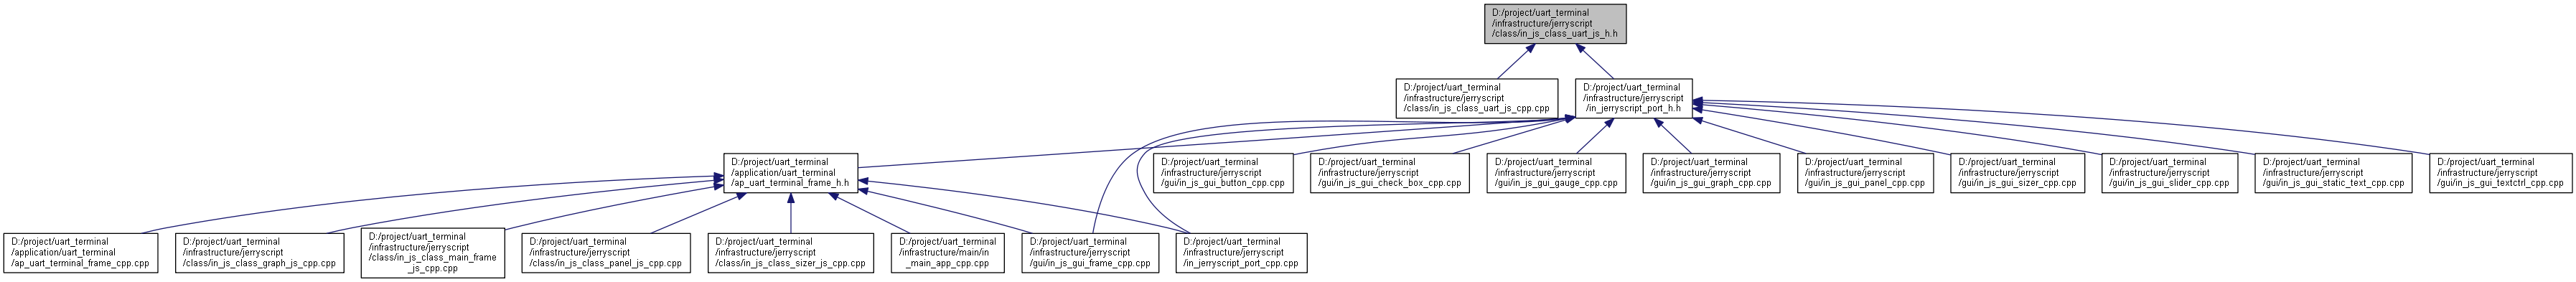 D:/project/uart_terminal
/infrastructure/jerryscript
/class/in_js_class_uart_js_h.h
D:/project/uart_terminal
/infrastructure/jerryscript
/class/in_js_class_uart_js_cpp.cpp
D:/project/uart_terminal
/infrastructure/jerryscript
/in_jerryscript_port_h.h
D:/project/uart_terminal
/application/uart_terminal
/ap_uart_terminal_frame_h.h
D:/project/uart_terminal
/infrastructure/jerryscript
/gui/in_js_gui_button_cpp.cpp
D:/project/uart_terminal
/infrastructure/jerryscript
/gui/in_js_gui_check_box_cpp.cpp
D:/project/uart_terminal
/infrastructure/jerryscript
/gui/in_js_gui_gauge_cpp.cpp
D:/project/uart_terminal
/infrastructure/jerryscript
/gui/in_js_gui_graph_cpp.cpp
D:/project/uart_terminal
/infrastructure/jerryscript
/gui/in_js_gui_panel_cpp.cpp
D:/project/uart_terminal
/infrastructure/jerryscript
/gui/in_js_gui_sizer_cpp.cpp
D:/project/uart_terminal
/infrastructure/jerryscript
/gui/in_js_gui_slider_cpp.cpp
D:/project/uart_terminal
/infrastructure/jerryscript
/gui/in_js_gui_static_text_cpp.cpp
D:/project/uart_terminal
/infrastructure/jerryscript
/gui/in_js_gui_textctrl_cpp.cpp
D:/project/uart_terminal
/application/uart_terminal
/ap_uart_terminal_frame_cpp.cpp
D:/project/uart_terminal
/infrastructure/jerryscript
/class/in_js_class_graph_js_cpp.cpp
D:/project/uart_terminal
/infrastructure/jerryscript
/class/in_js_class_main_frame
_js_cpp.cpp
D:/project/uart_terminal
/infrastructure/jerryscript
/class/in_js_class_panel_js_cpp.cpp
D:/project/uart_terminal
/infrastructure/jerryscript
/class/in_js_class_sizer_js_cpp.cpp
D:/project/uart_terminal
/infrastructure/main/in
_main_app_cpp.cpp
D:/project/uart_terminal
/infrastructure/jerryscript
/gui/in_js_gui_frame_cpp.cpp
D:/project/uart_terminal
/infrastructure/jerryscript
/in_jerryscript_port_cpp.cpp